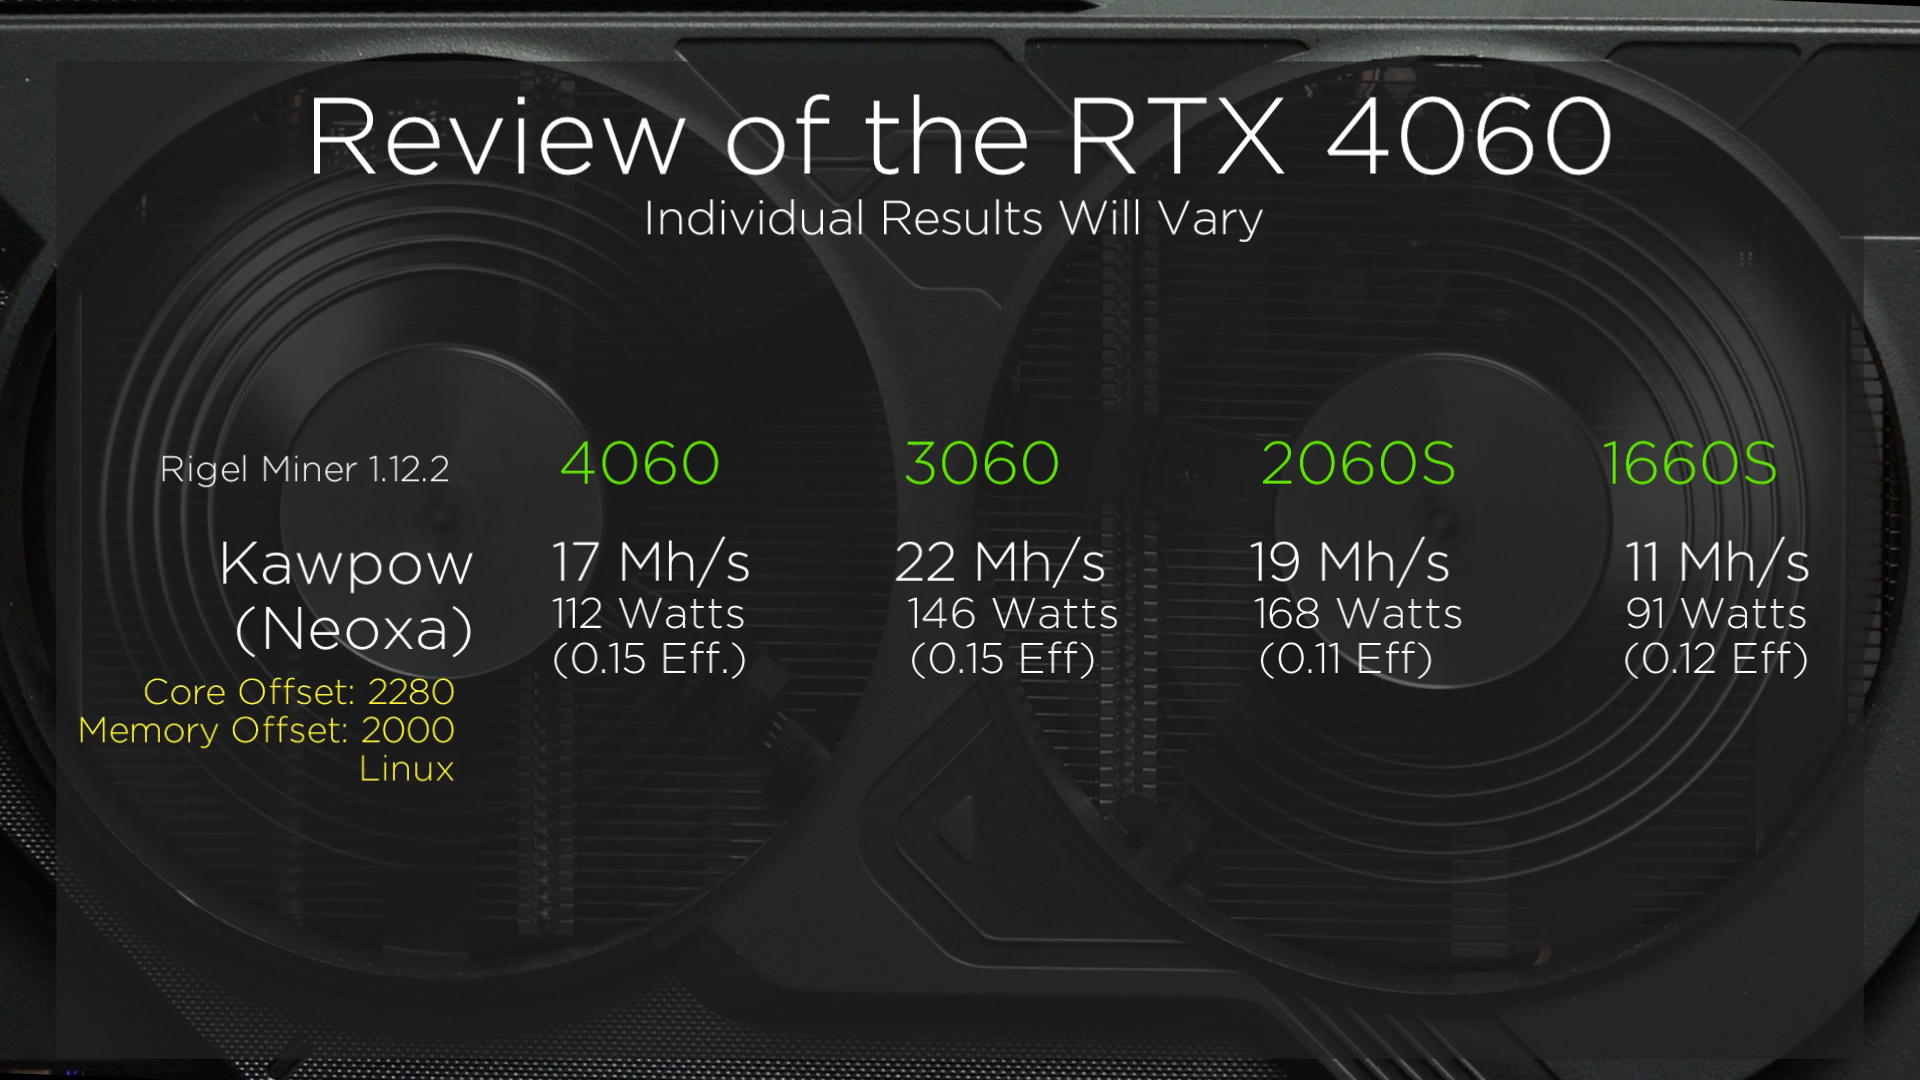 Review of the RTX 4060
Individual Results Will Vary
Rigel Miner 1.12.2 4060 3060 2060S 1660S
Kawpow 17 Mh/s 22 Mh/s 19 Mh/s 11 Mh/s
(Neoxa) 112 Watts 146 Watts 168 Watts 91 Watts
(0.15 Eff.) (0.15 Eff) (0.11 Eff) (0.12 Eff)
Core Offset: 2280
Memory Offset: 2000
Linux